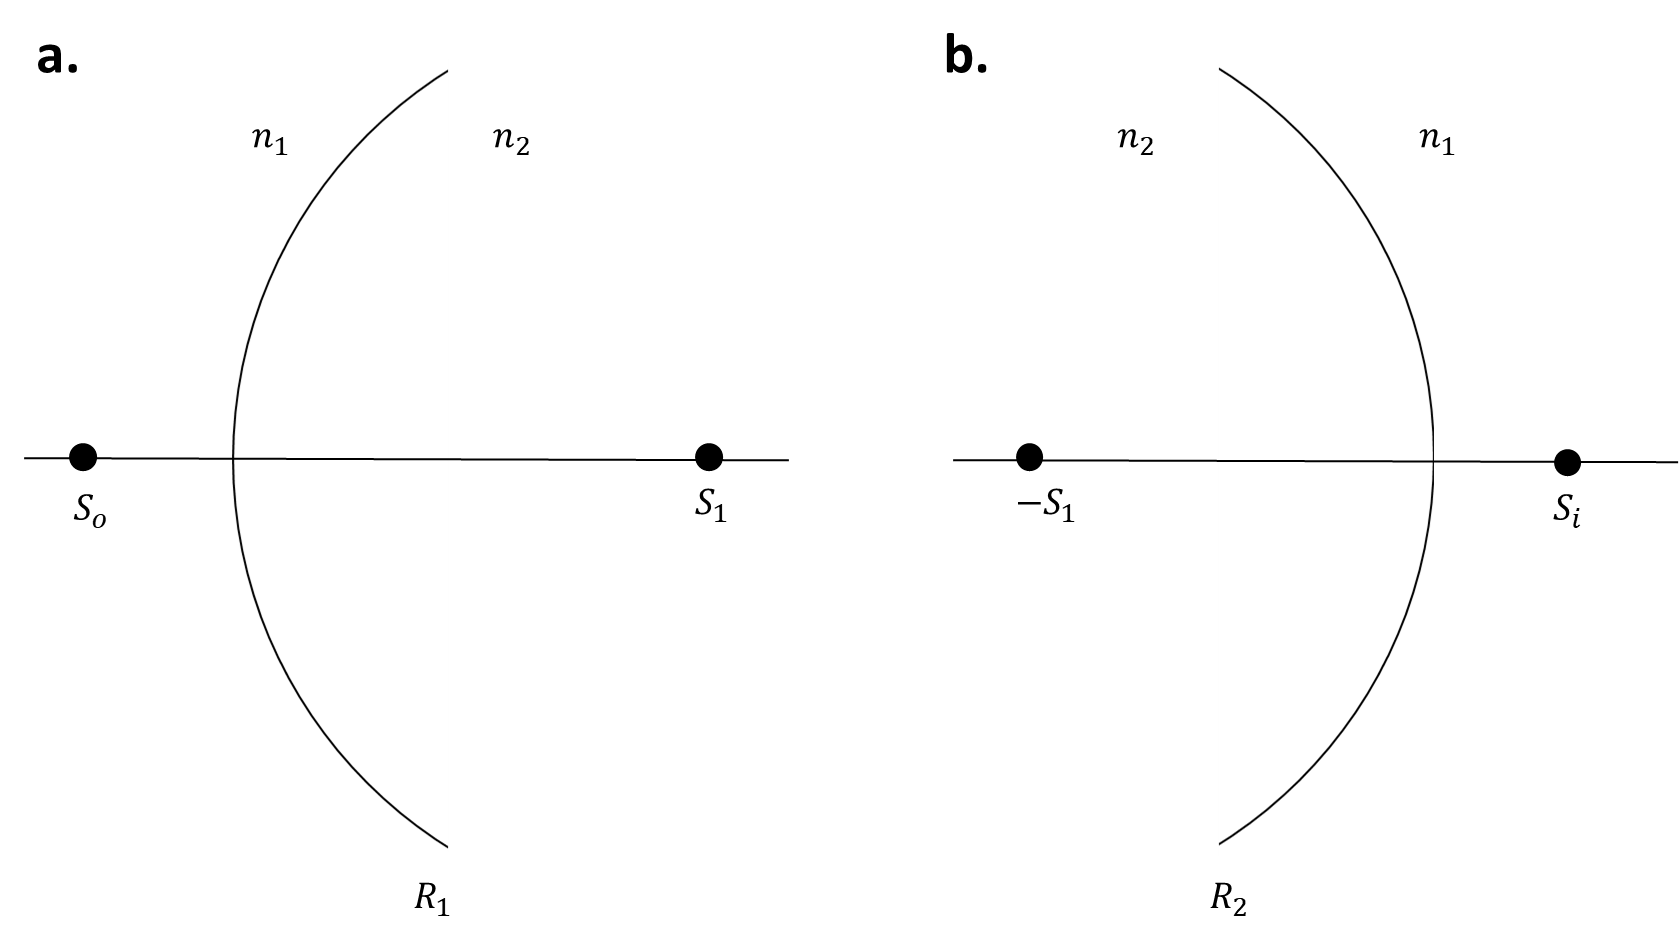 a.
n₁
n₂
Sₒ
S₁
R₁
b.
n₂
n₁
−S₁
Sᵢ
R₂